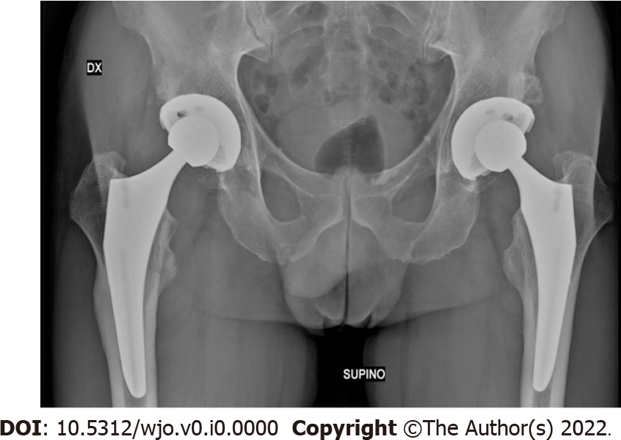 DX
SUPINO
DOI: 10.5312/wjo.v0.i0.0000 Copyright ©The Author(s) 2022.